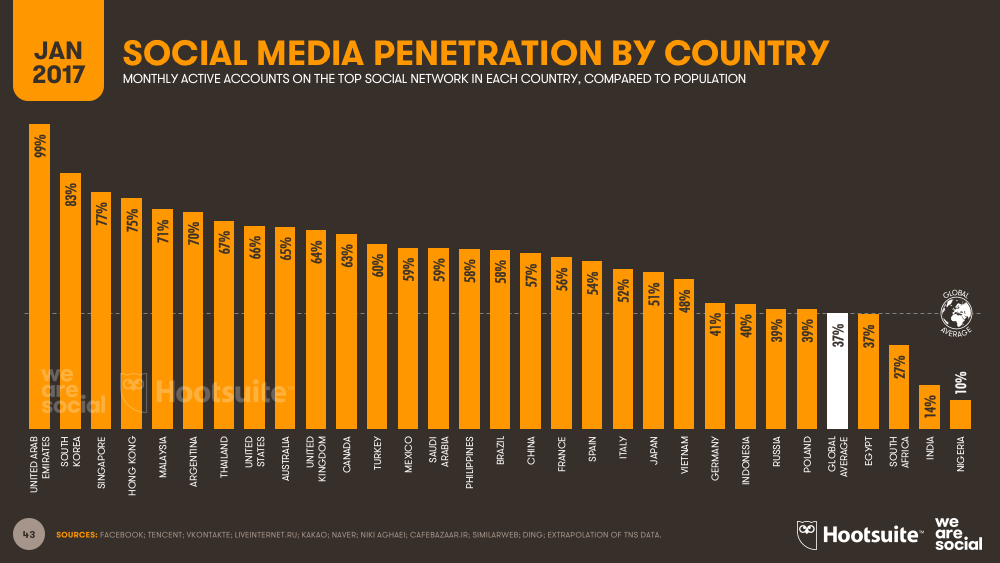 JAN
2017
SOCIAL MEDIA PENETRATION BY COUNTRY
MONTHLY ACTIVE ACCOUNTS ON THE TOP SOCIAL NETWORK IN EACH COUNTRY, COMPARED TO POPULATION
99%
83%
77%
75%
71%
70%
67%
66%
65%
64%
63%
60%
59%
59%
58%
58%
57%
56%
54%
52%
51%
48%
41%
40%
39%
39%
37%
37%
27%
14%
10%
GLOBAL
AVERAGE
we
are
social
Hootsuite™
UNITED ARAB
EMIRATES
SOUTH
KOREA
SINGAPORE
HONG KONG
MALAYSIA
ARGENTINA
THAILAND
UNITED
STATES
AUSTRALIA
UNITED
KINGDOM
CANADA
TURKEY
MEXICO
SAUDI
ARABIA
PHILIPPINES
BRAZIL
CHINA
FRANCE
SPAIN
ITALY
JAPAN
VIETNAM
GERMANY
INDONESIA
RUSSIA
POLAND
GLOBAL
AVERAGE
EGYPT
SOUTH
AFRICA
INDIA
NIGERIA
43
SOURCES: FACEBOOK; TENCENT; VKONTAKTE; LIVEINTERNET.RU; KAKAO; NAVER; NIKI AGHAEI; CAFEBAZAAR.IR; SIMILARWEB; DING; EXTRAPOLATION OF TNS DATA.
Hootsuite™
we
are
social